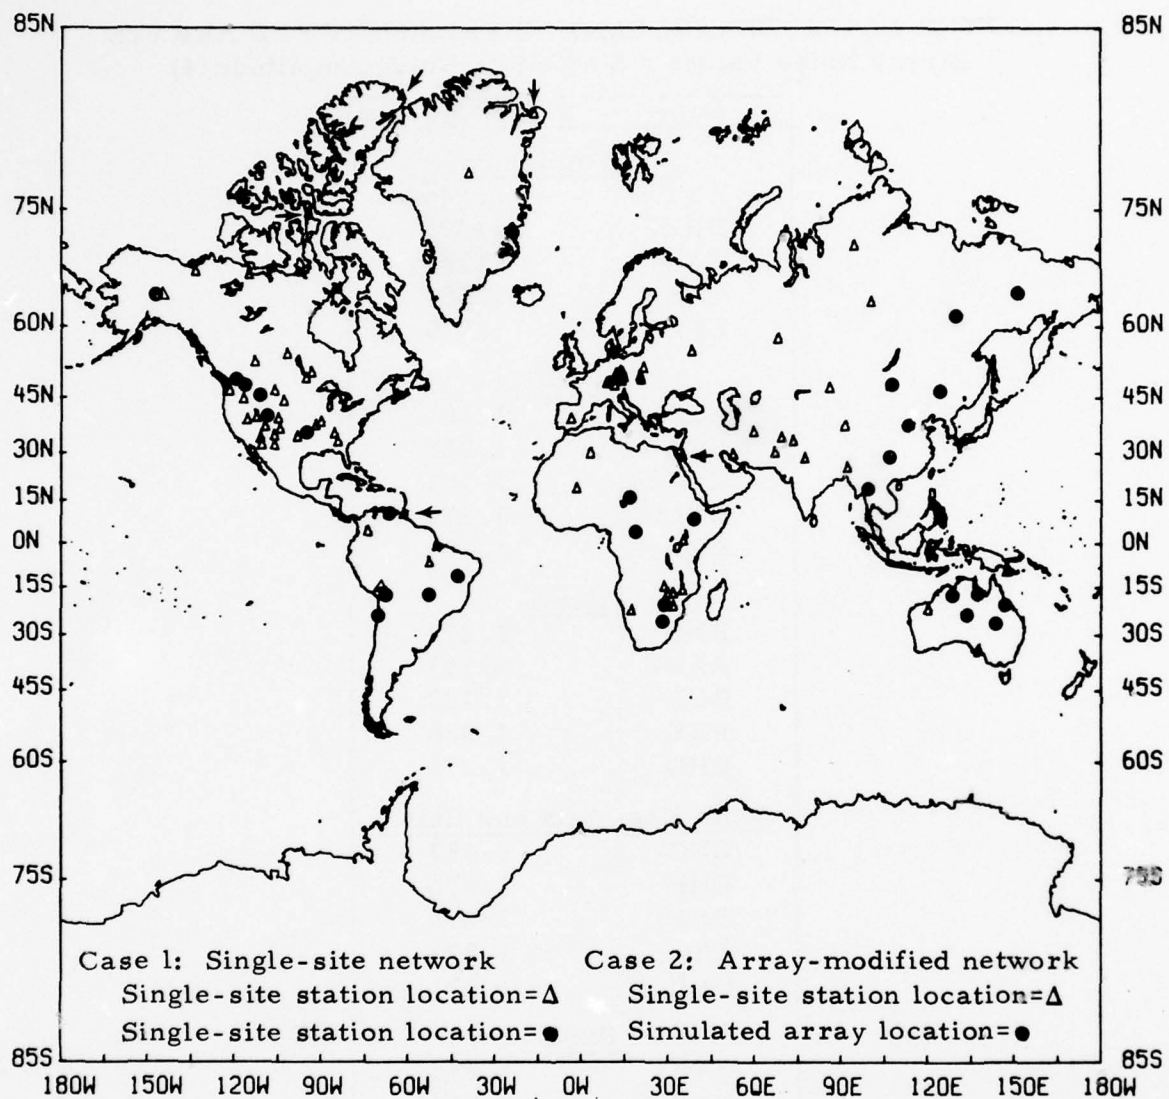 85N 85N
75N 75N
60N 60N
45N 45N
30N 30N
15N 15N
0N 0N
15S 15S
30S 30S
45S 45S
60S 60S
75S 75S
Case 1: Single-site network
Single-site station location=Δ
Single-site station location=●
Case 2: Array-modified network
Single-site station location=Δ
Simulated array location=●
85S 85S
180W 150W 120W 90W 60W 30W 0W 30E 60E 90E 120E 150E 180W